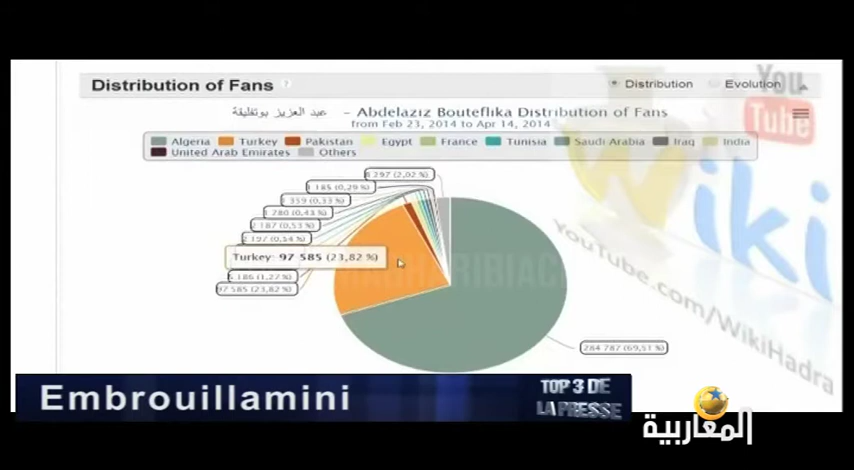 Distribution of Fans ?
Distribution Evolution
عبد العزيز بوتفليقة - Abdelaziz Bouteflika Distribution of Fans
from Feb 23, 2014 to Apr 14, 2014
Algeria Turkey Pakistan Egypt France Tunisia Saudi Arabia Iraq India
United Arab Emirates Others
8 297 (2,02 %)
1 185 (0,29 %)
1 359 (0,33 %)
1 780 (0,43 %)
2 187 (0,53 %)
2 197 (0,54 %)
Turkey: 97 585 (23,82 %)
5 186 (1,27 %)
97 585 (23,82 %)
284 787 (69,51 %)
You
Tube
Wiki
YouTube.com/WikiHadra
Embrouillamini
TOP 3 DE
LA PRESSE
المغاربية